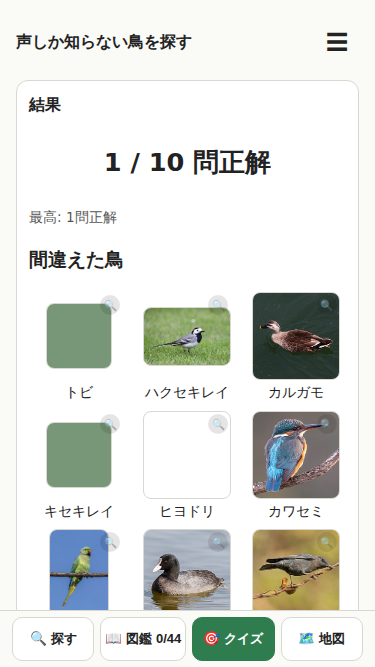 声しか知らない鳥を探す
☰
結果
1 / 10 問正解
最高: 1問正解
間違えた鳥
トビ
ハクセキレイ
カルガモ
キセキレイ
ヒヨドリ
カワセミ
🔍 探す
📖 図鑑 0/44
🎯 クイズ
🗺️ 地図